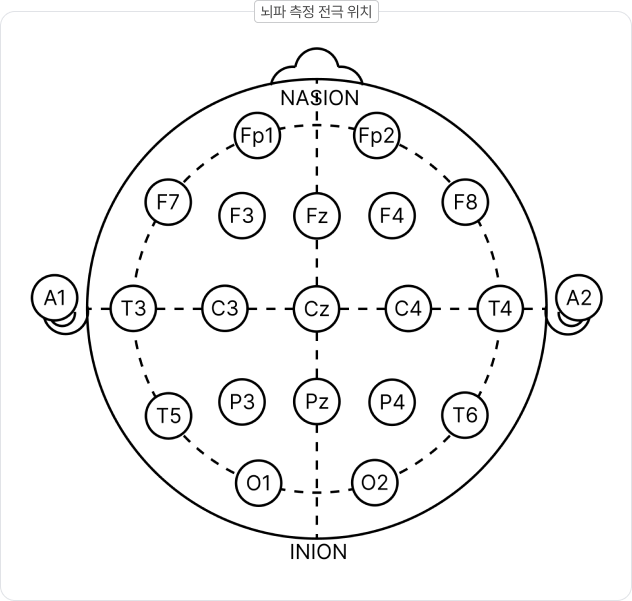 뇌파 측정 전극 위치
NASION
Fp1 Fp2
F7 F3 Fz F4 F8
A1 T3 C3 Cz C4 T4 A2
T5 P3 Pz P4 T6
O1 O2
INION